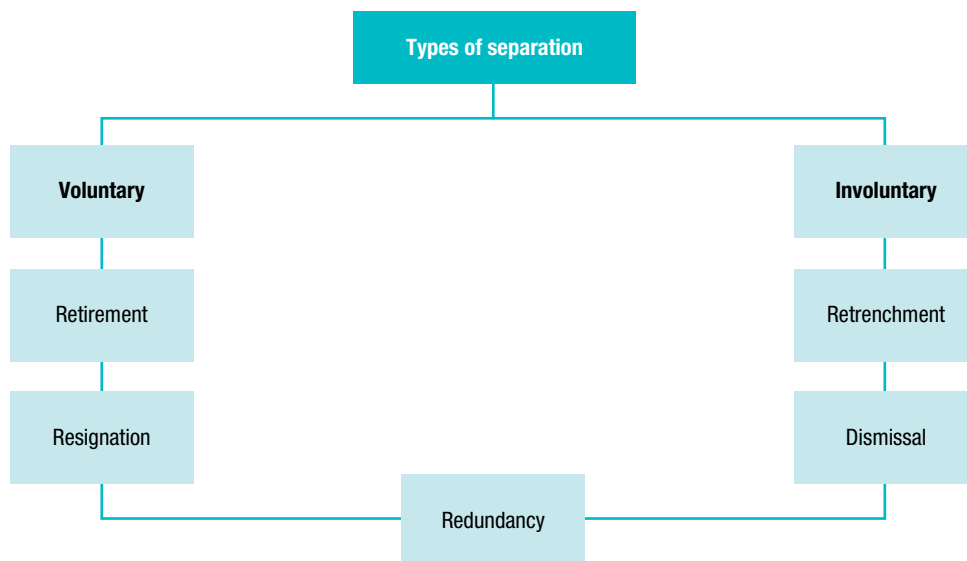 Types of separation
Voluntary
Involuntary
Retirement
Retrenchment
Resignation
Dismissal
Redundancy